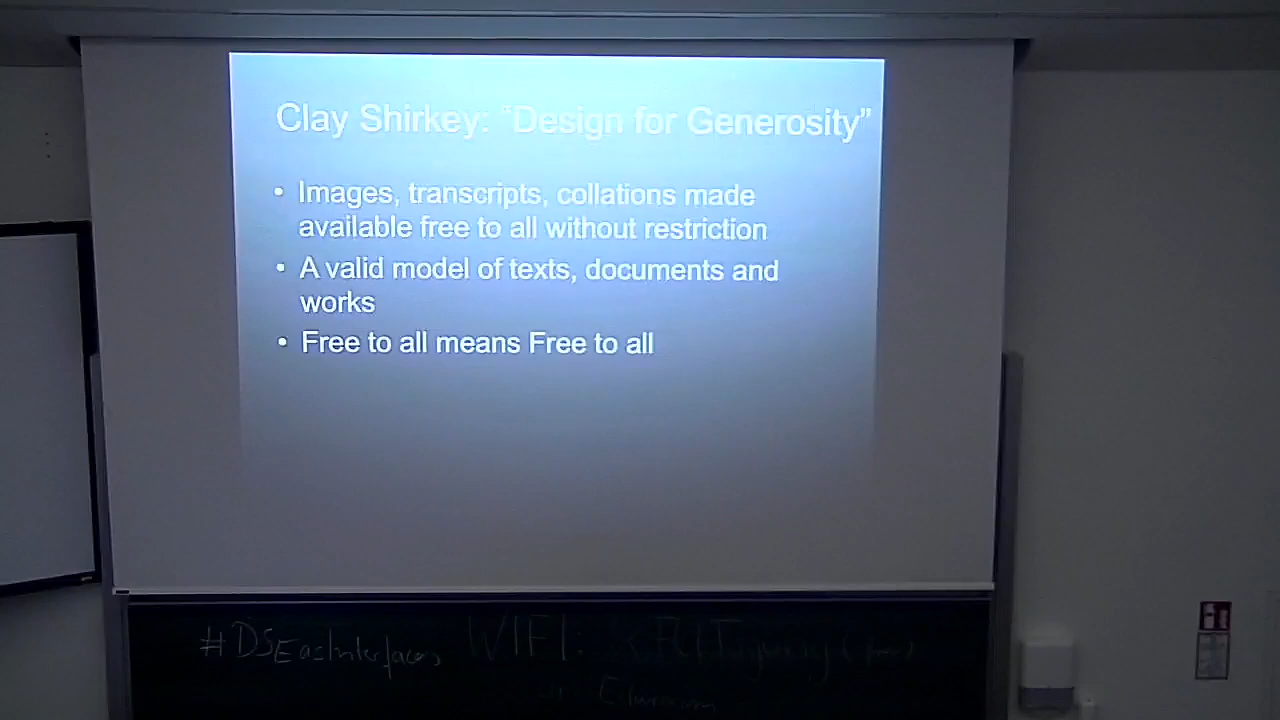 Clay Shirkey: “Design for Generosity”
• Images, transcripts, collations made
available free to all without restriction
• A valid model of texts, documents and
works
• Free to all means Free to all
#DSEasInterfaces WIFI: